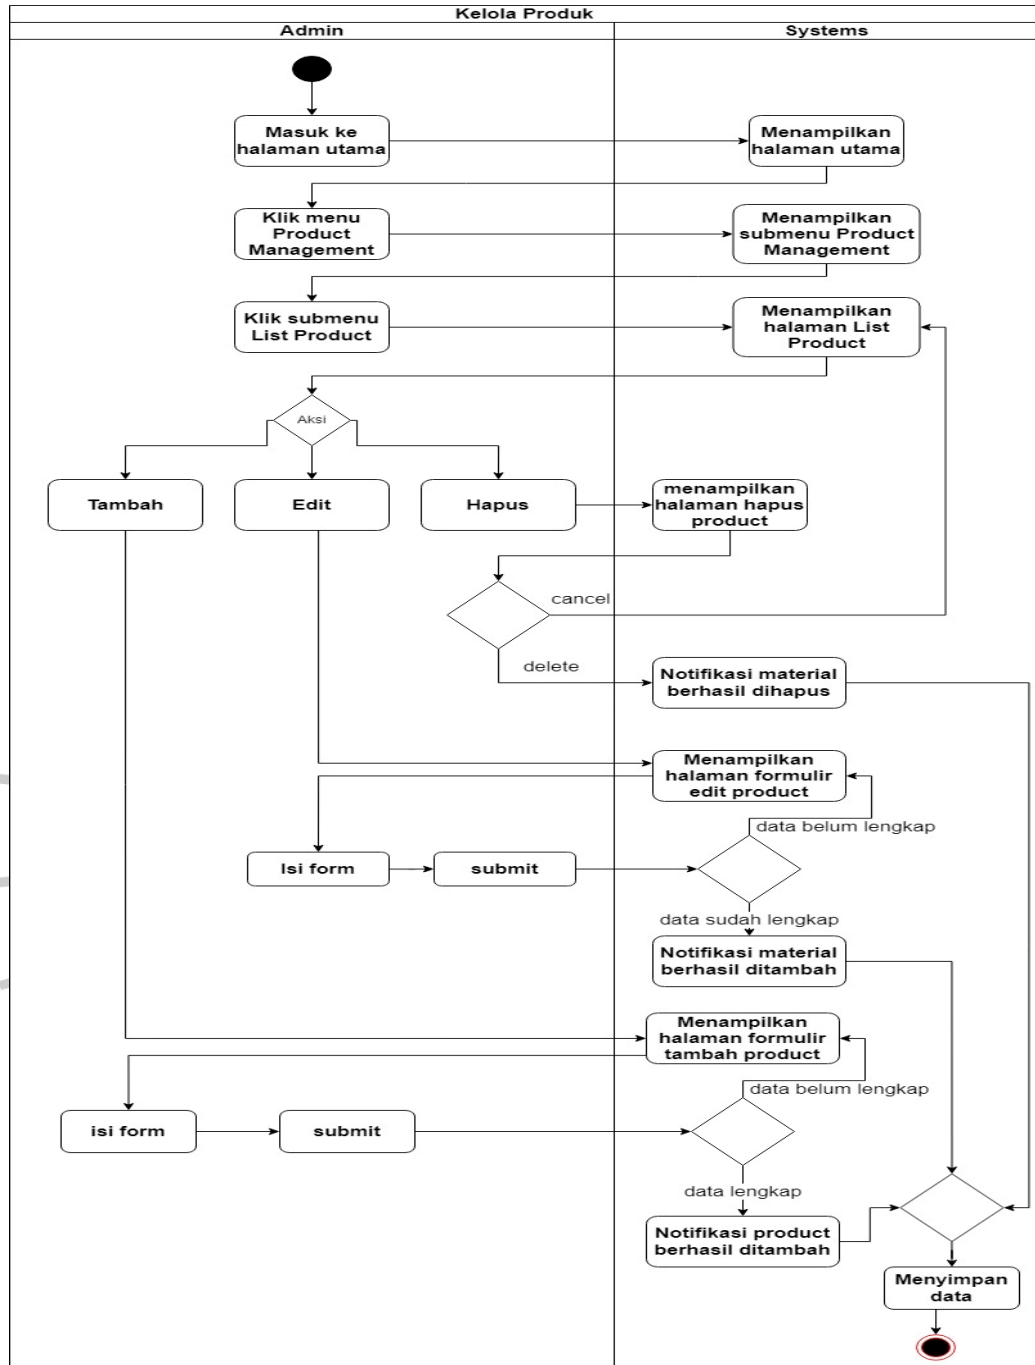 Kelola Produk
Admin
Systems
Masuk ke
halaman utama
Menampilkan
halaman utama
Klik menu
Product
Management
Menampilkan
submenu Product
Management
Klik submenu
List Product
Menampilkan
halaman List
Product
Aksi
Tambah
Edit
Hapus
menampilkan
halaman hapus
product
cancel
delete
Notifikasi material
berhasil dihapus
Menampilkan
halaman formulir
edit product
data belum lengkap
Isi form
submit
data sudah lengkap
Notifikasi material
berhasil ditambah
Menampilkan
halaman formulir
tambah product
data belum lengkap
isi form
submit
data lengkap
Notifikasi product
berhasil ditambah
Menyimpan
data